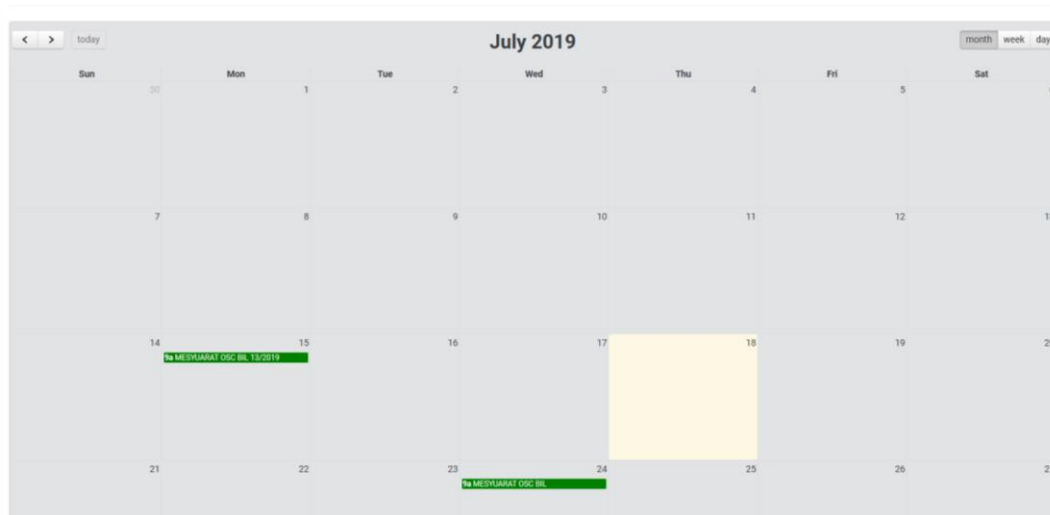 < > today July 2019 month week day
Sun Mon Tue Wed Thu Fri Sat
30 1 2 3 4 5
7 8 9 10 11 12
14 15 16 17 18 19
9a MESYUARAT OSC BIL 13/2019
21 22 23 24 25 26
9a MESYUARAT OSC BIL